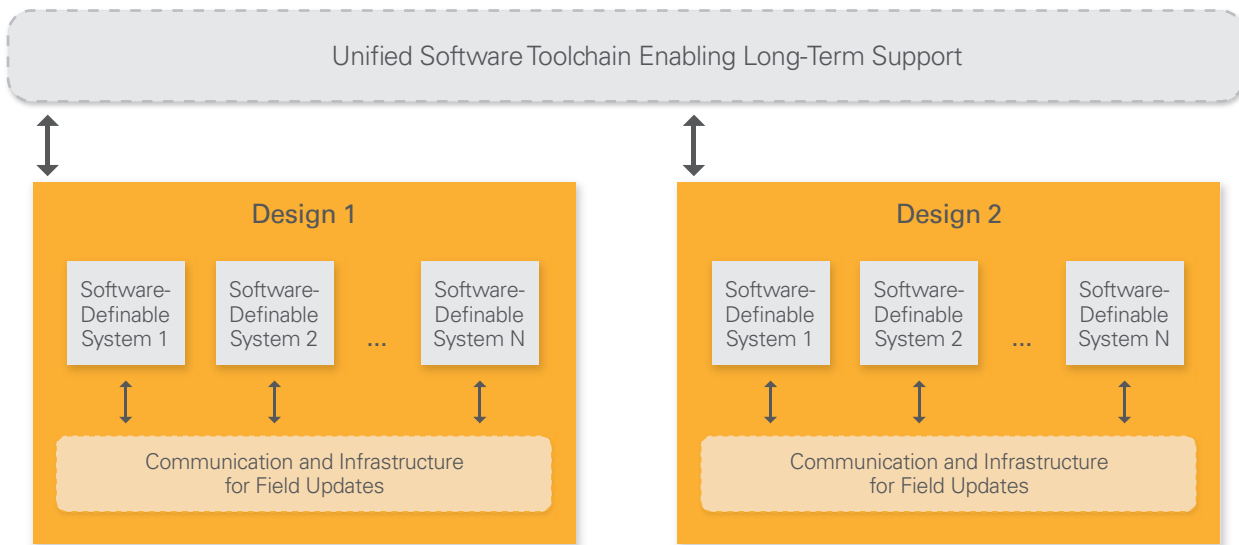 Unified Software Toolchain Enabling Long-Term Support
Design 1
Software-
Definable
System 1
Software-
Definable
System 2
...
Software-
Definable
System N
Communication and Infrastructure
for Field Updates
Design 2
Software-
Definable
System 1
Software-
Definable
System 2
...
Software-
Definable
System N
Communication and Infrastructure
for Field Updates